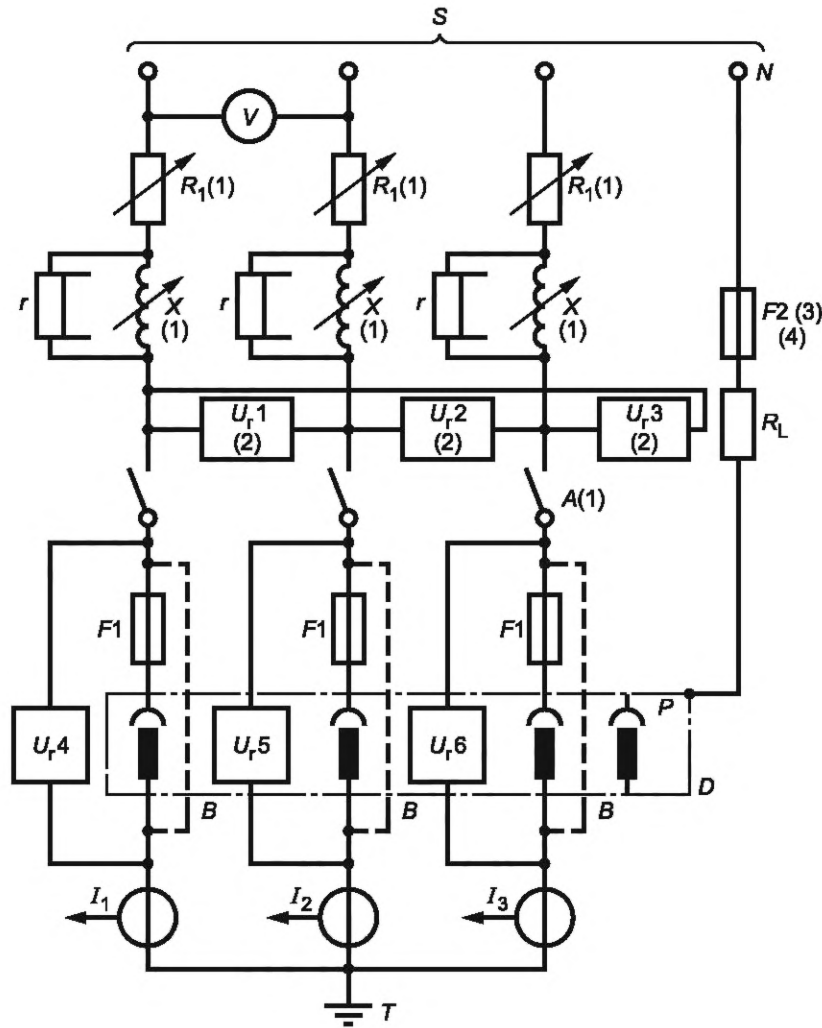 S
N
V
R₁(1) R₁(1) R₁(1)
r X r X r X F2 (3)
(1) (1) (1) (4)
Uᵣ1 Uᵣ2 Uᵣ3 R_L
(2) (2) (2)
A(1)
F1 F1 F1
P
Uᵣ4 Uᵣ5 Uᵣ6
B B B D
I₁ I₂ I₃
T